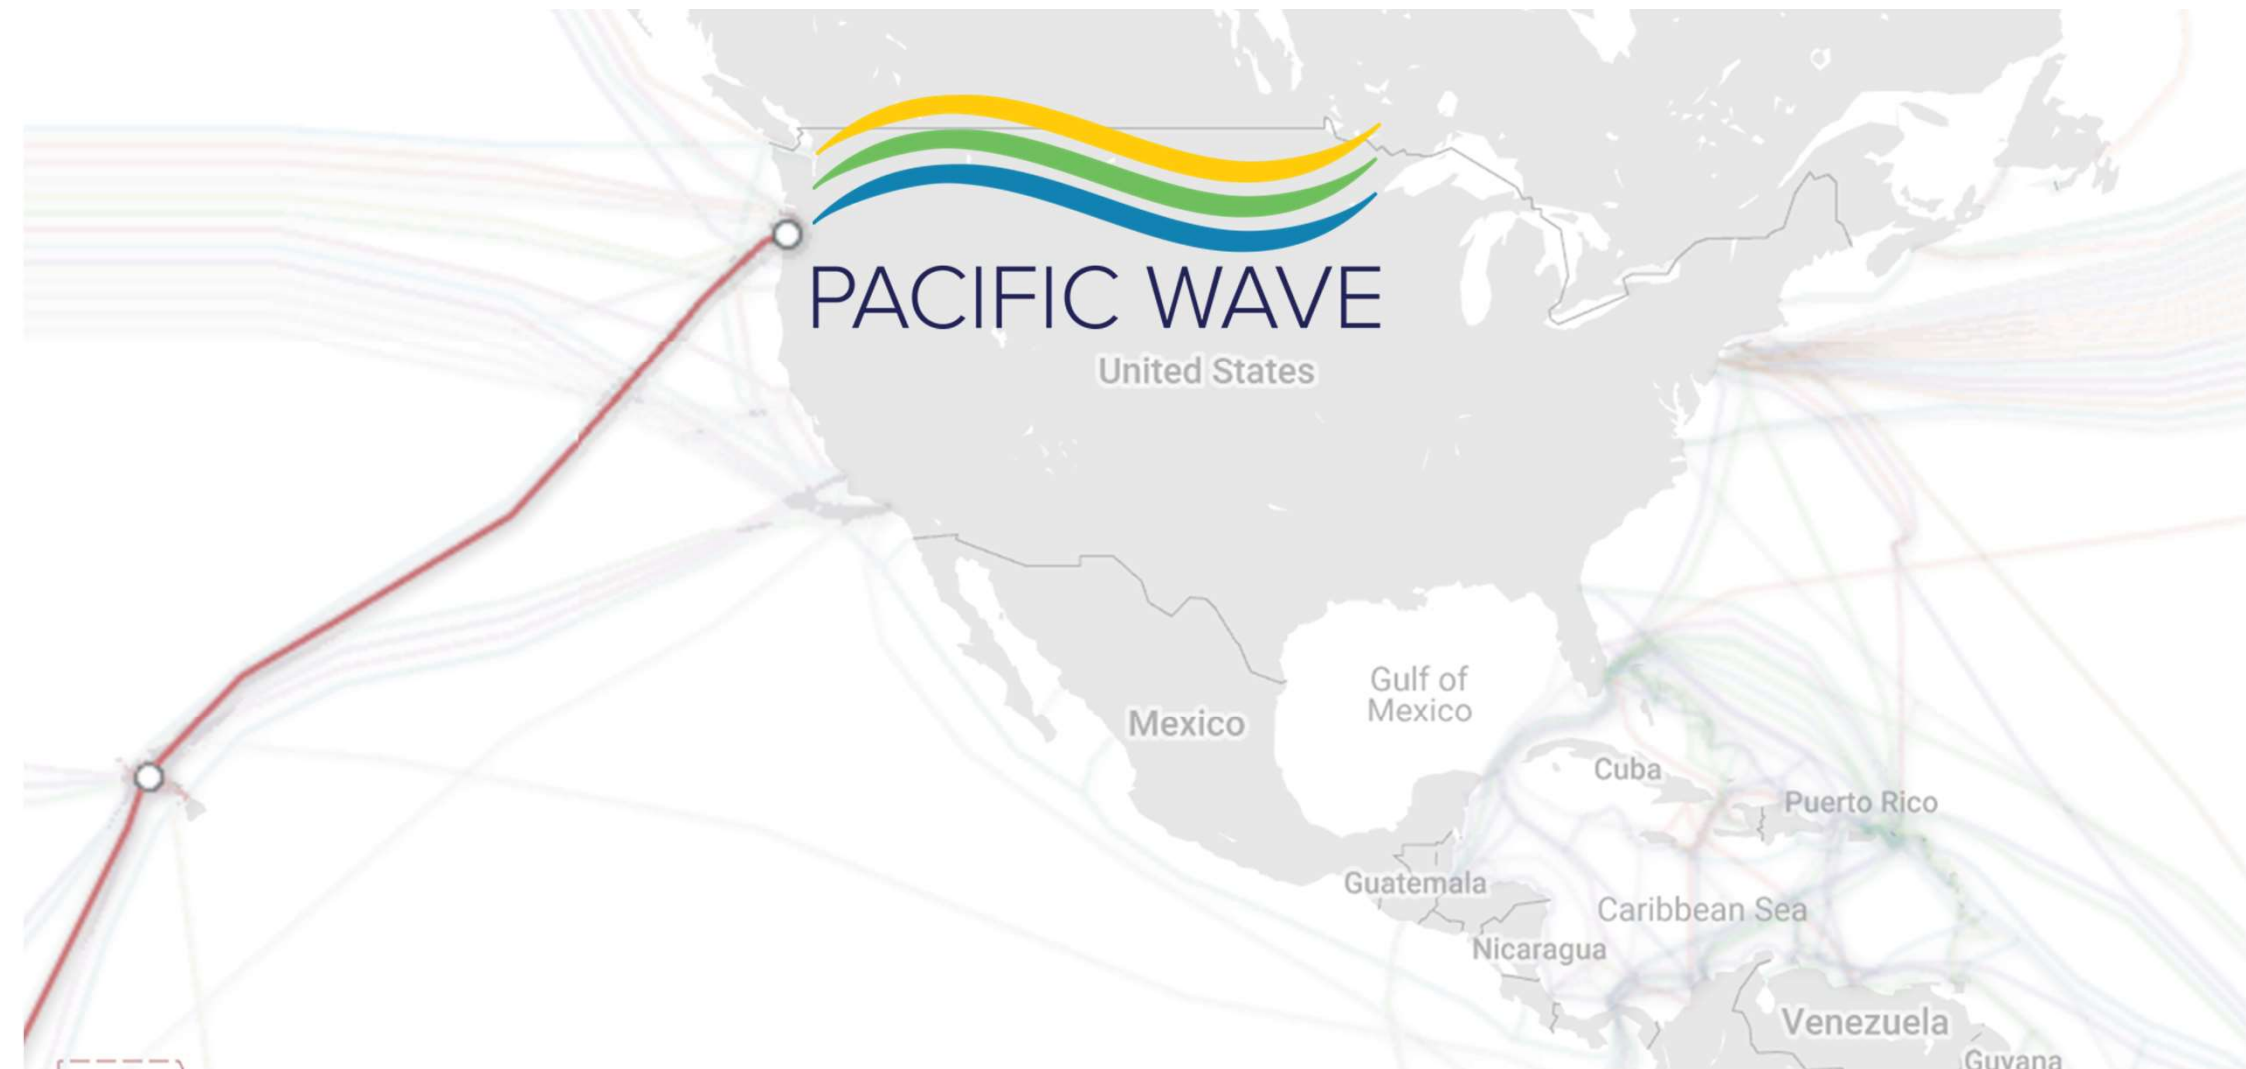 PACIFIC WAVE
United States
Gulf of
Mexico
Mexico
Cuba
Puerto Rico
Guatemala
Caribbean Sea
Nicaragua
Venezuela
Guyana